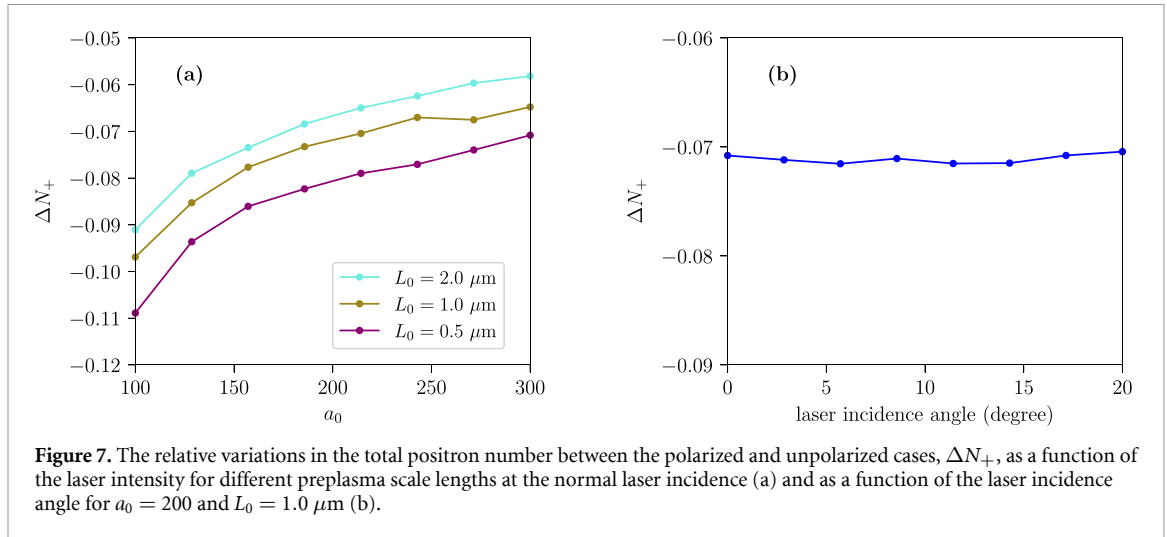 (a)
ΔN+
−0.05
−0.06
−0.07
−0.08
−0.09
−0.10
−0.11
−0.12
L0 = 2.0 μm
L0 = 1.0 μm
L0 = 0.5 μm
100 150 200 250 300
a0
(b)
ΔN+
−0.06
−0.07
−0.08
−0.09
0 5 10 15 20
laser incidence angle (degree)
Figure 7. The relative variations in the total positron number between the polarized and unpolarized cases, ΔN+, as a function of
the laser intensity for different preplasma scale lengths at the normal laser incidence (a) and as a function of the laser incidence
angle for a0 = 200 and L0 = 1.0 μm (b).